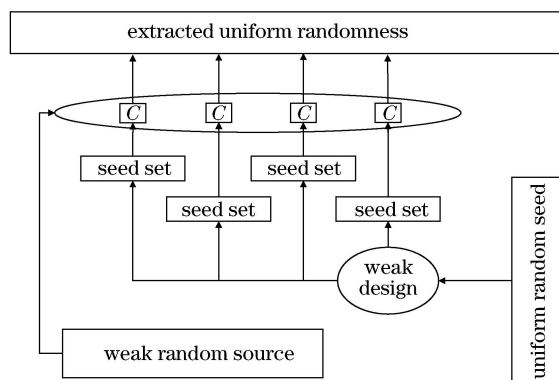 extracted uniform randomness
C C C C
seed set seed set
seed set seed set
weak
design
uniform random seed
weak random source